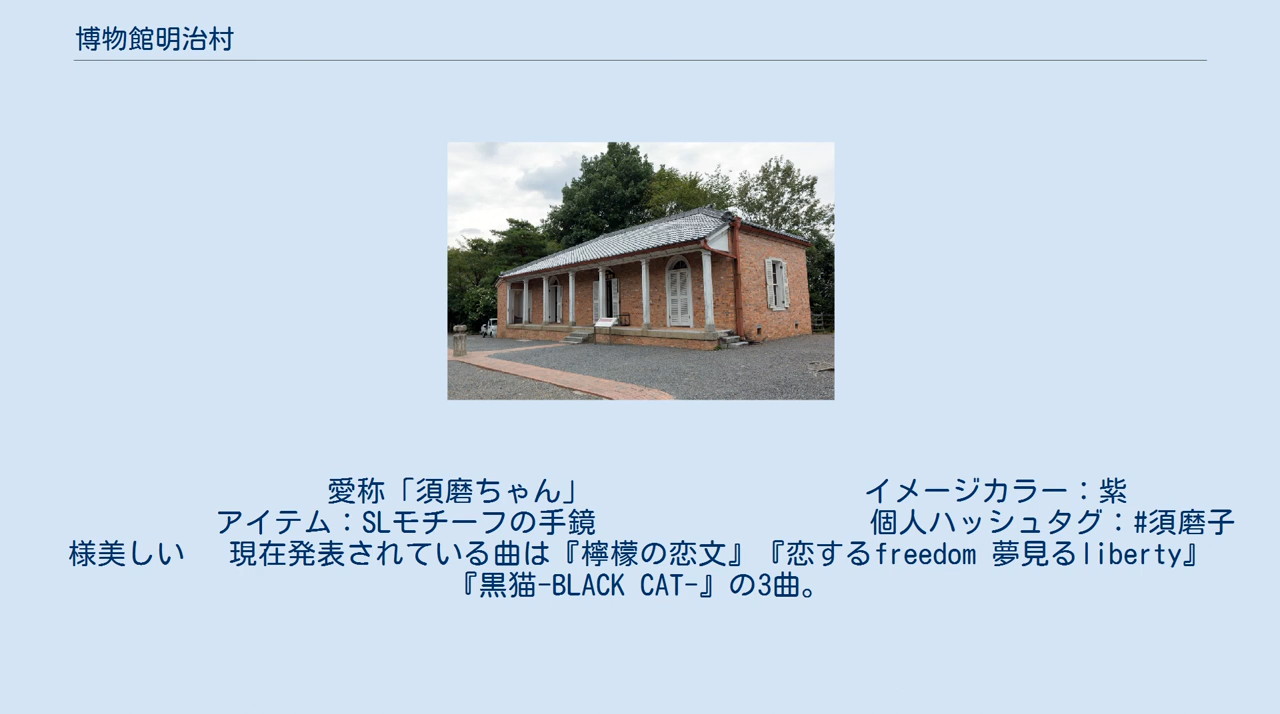 博物館明治村
愛称「須磨ちゃん」 イメージカラー：紫
アイテム：SLモチーフの手鏡 個人ハッシュタグ：#須磨子
様美しい 現在発表されている曲は『檸檬の恋文』『恋するfreedom 夢見るliberty』
『黒猫-BLACK CAT-』の3曲。